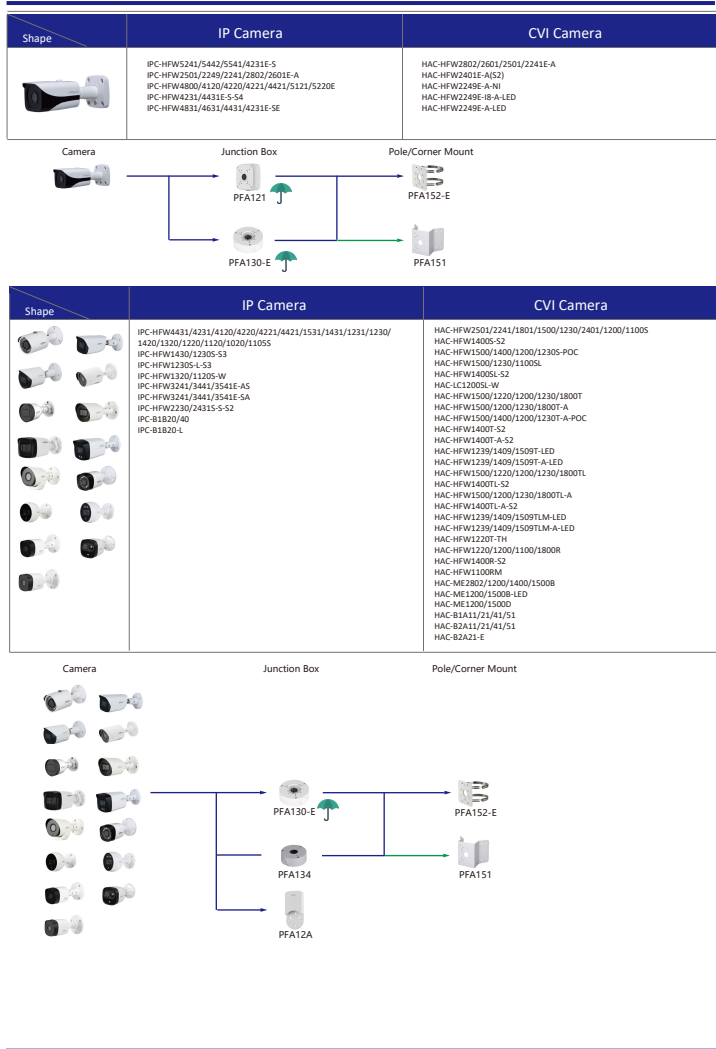 Shape
IP Camera
CVI Camera
IPC-HFW5241/5442/5541/4231E-S
IPC-HFW2501/2249/2241/2802/2601E-A
IPC-HFW4800/4120/4220/4221/4421/5121/5220E
IPC-HFW4231/4431E-S-S4
IPC-HFW4831/4631/4431/4231E-SE
HAC-HFW2802/2601/2501/2241E-A
HAC-HFW2401E-A(S2)
HAC-HFW2249E-A-NI
HAC-HFW2249E-I8-A-LED
HAC-HFW2249E-A-LED
Camera
Junction Box
Pole/Corner Mount
PFA121
PFA152-E
PFA130-E
PFA151
Shape
IP Camera
CVI Camera
IPC-HFW4431/4231/4120/4220/4221/4421/1531/1431/1231/1230/
1420/1320/1220/1120/1020/1105S
IPC-HFW1430/1230S-S3
IPC-HFW1230S-L-S3
IPC-HFW1320/1120S-W
IPC-HFW3241/3441/3541E-AS
IPC-HFW3241/3441/3541E-SA
IPC-HFW2230/2431S-S-S2
IPC-B1B20/40
IPC-B1B20-L
HAC-HFW2501/2241/1801/1500/1230/2401/1200/1100S
HAC-HFW1400S-S2
HAC-HFW1500/1400/1200/1230S-POC
HAC-HFW1500/1230/1100SL
HAC-HFW1400SL-S2
HAC-LC1200SL-W
HAC-HFW1500/1220/1200/1230/1800T
HAC-HFW1500/1200/1230/1800T-A
HAC-HFW1500/1400/1200/1230T-A-POC
HAC-HFW1400T-S2
HAC-HFW1400T-A-S2
HAC-HFW1239/1409/1509T-LED
HAC-HFW1239/1409/1509T-A-LED
HAC-HFW1500/1220/1200/1230/1800TL
HAC-HFW1400TL-S2
HAC-HFW1500/1200/1230/1800TL-A
HAC-HFW1400TL-A-S2
HAC-HFW1239/1409/1509TLM-LED
HAC-HFW1239/1409/1509TLM-A-LED
HAC-HFW1220T-TH
HAC-HFW1220/1200/1100/1800R
HAC-HFW1400R-S2
HAC-HFW1100RM
HAC-ME2802/1200/1400/1500B
HAC-ME1200/1500B-LED
HAC-ME1200/1500D
HAC-B1A11/21/41/51
HAC-B2A11/21/41/51
HAC-B2A21-E
Camera
Junction Box
Pole/Corner Mount
PFA130-E
PFA152-E
PFA134
PFA151
PFA12A